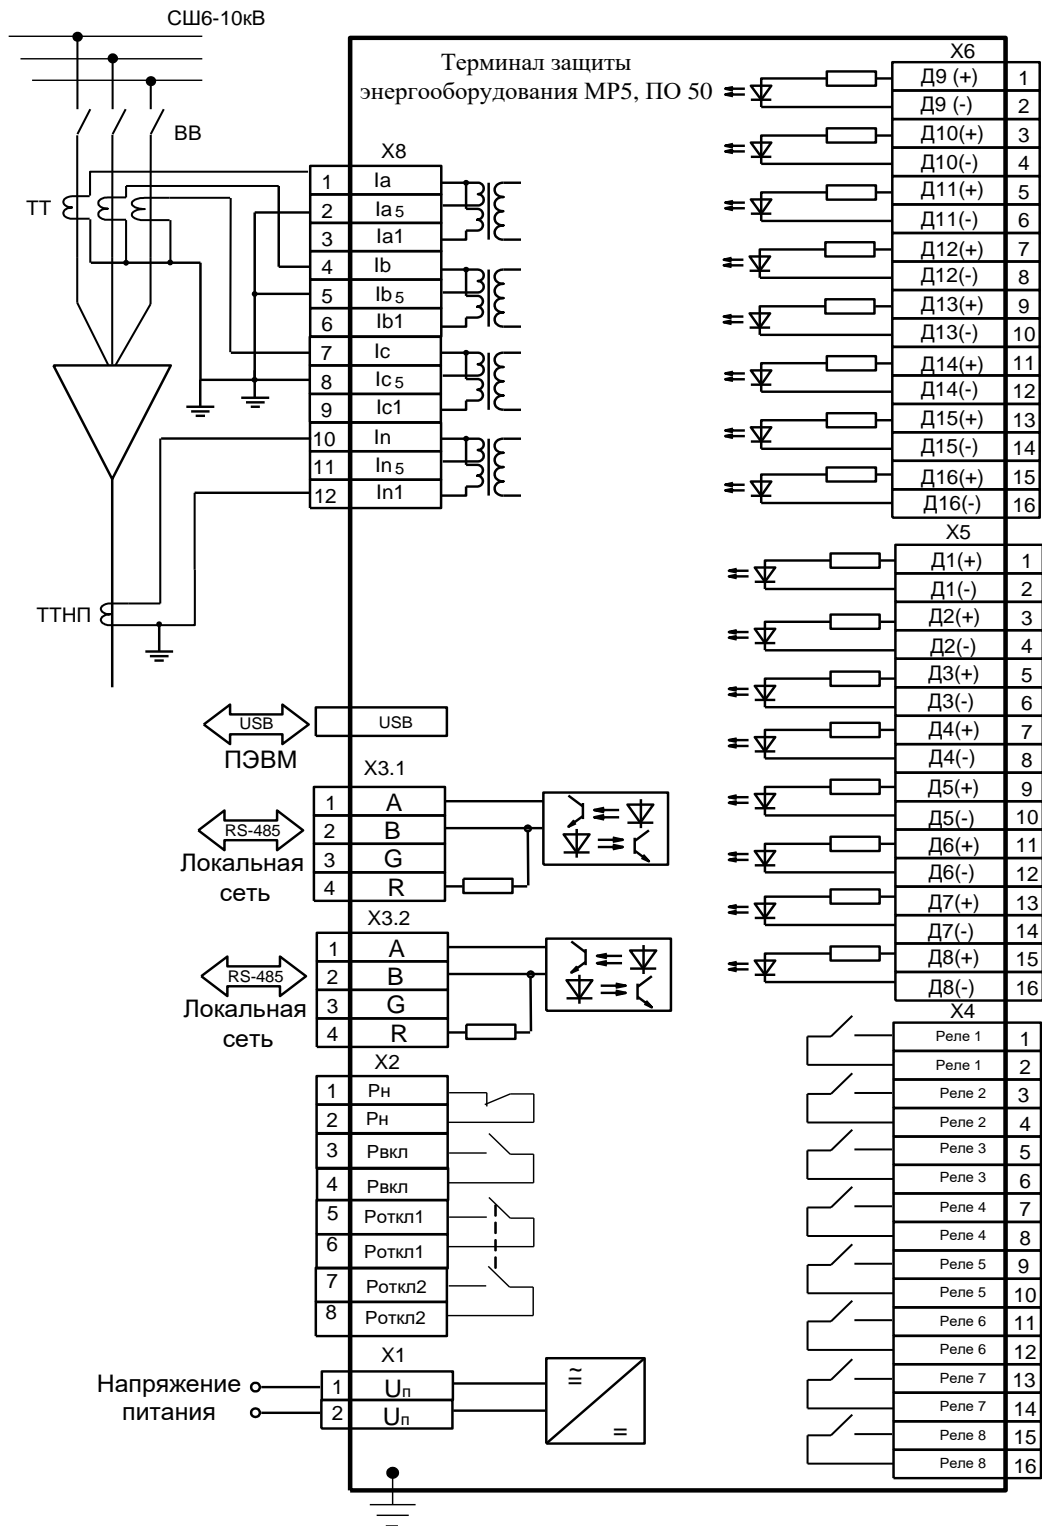 СШ6-10кВ
Терминал защиты
энергооборудования МР5, ПО 50
ВВ
ТТ
X8
1 Ia
2 Ia5
3 Ia1
4 Ib
5 Ib5
6 Ib1
7 Ic
8 Ic5
9 Ic1
10 In
11 In5
12 In1
ТТНП
USB
USB
ПЭВМ
X3.1
1 A
2 B
3 G
4 R
RS-485
Локальная
сеть
X3.2
1 A
2 B
3 G
4 R
RS-485
Локальная
сеть
X2
1 Рн
2 Рн
3 Рвкл
4 Рвкл
5 Роткл1
6 Роткл1
7 Роткл2
8 Роткл2
X1
1 Uп
2 Uп
Напряжение
питания
≂
=
X6
Д9 (+) 1
Д9 (-) 2
Д10(+) 3
Д10(-) 4
Д11(+) 5
Д11(-) 6
Д12(+) 7
Д12(-) 8
Д13(+) 9
Д13(-) 10
Д14(+) 11
Д14(-) 12
Д15(+) 13
Д15(-) 14
Д16(+) 15
Д16(-) 16
X5
Д1(+) 1
Д1(-) 2
Д2(+) 3
Д2(-) 4
Д3(+) 5
Д3(-) 6
Д4(+) 7
Д4(-) 8
Д5(+) 9
Д5(-) 10
Д6(+) 11
Д6(-) 12
Д7(+) 13
Д7(-) 14
Д8(+) 15
Д8(-) 16
X4
Реле 1 1
Реле 1 2
Реле 2 3
Реле 2 4
Реле 3 5
Реле 3 6
Реле 4 7
Реле 4 8
Реле 5 9
Реле 5 10
Реле 6 11
Реле 6 12
Реле 7 13
Реле 7 14
Реле 8 15
Реле 8 16